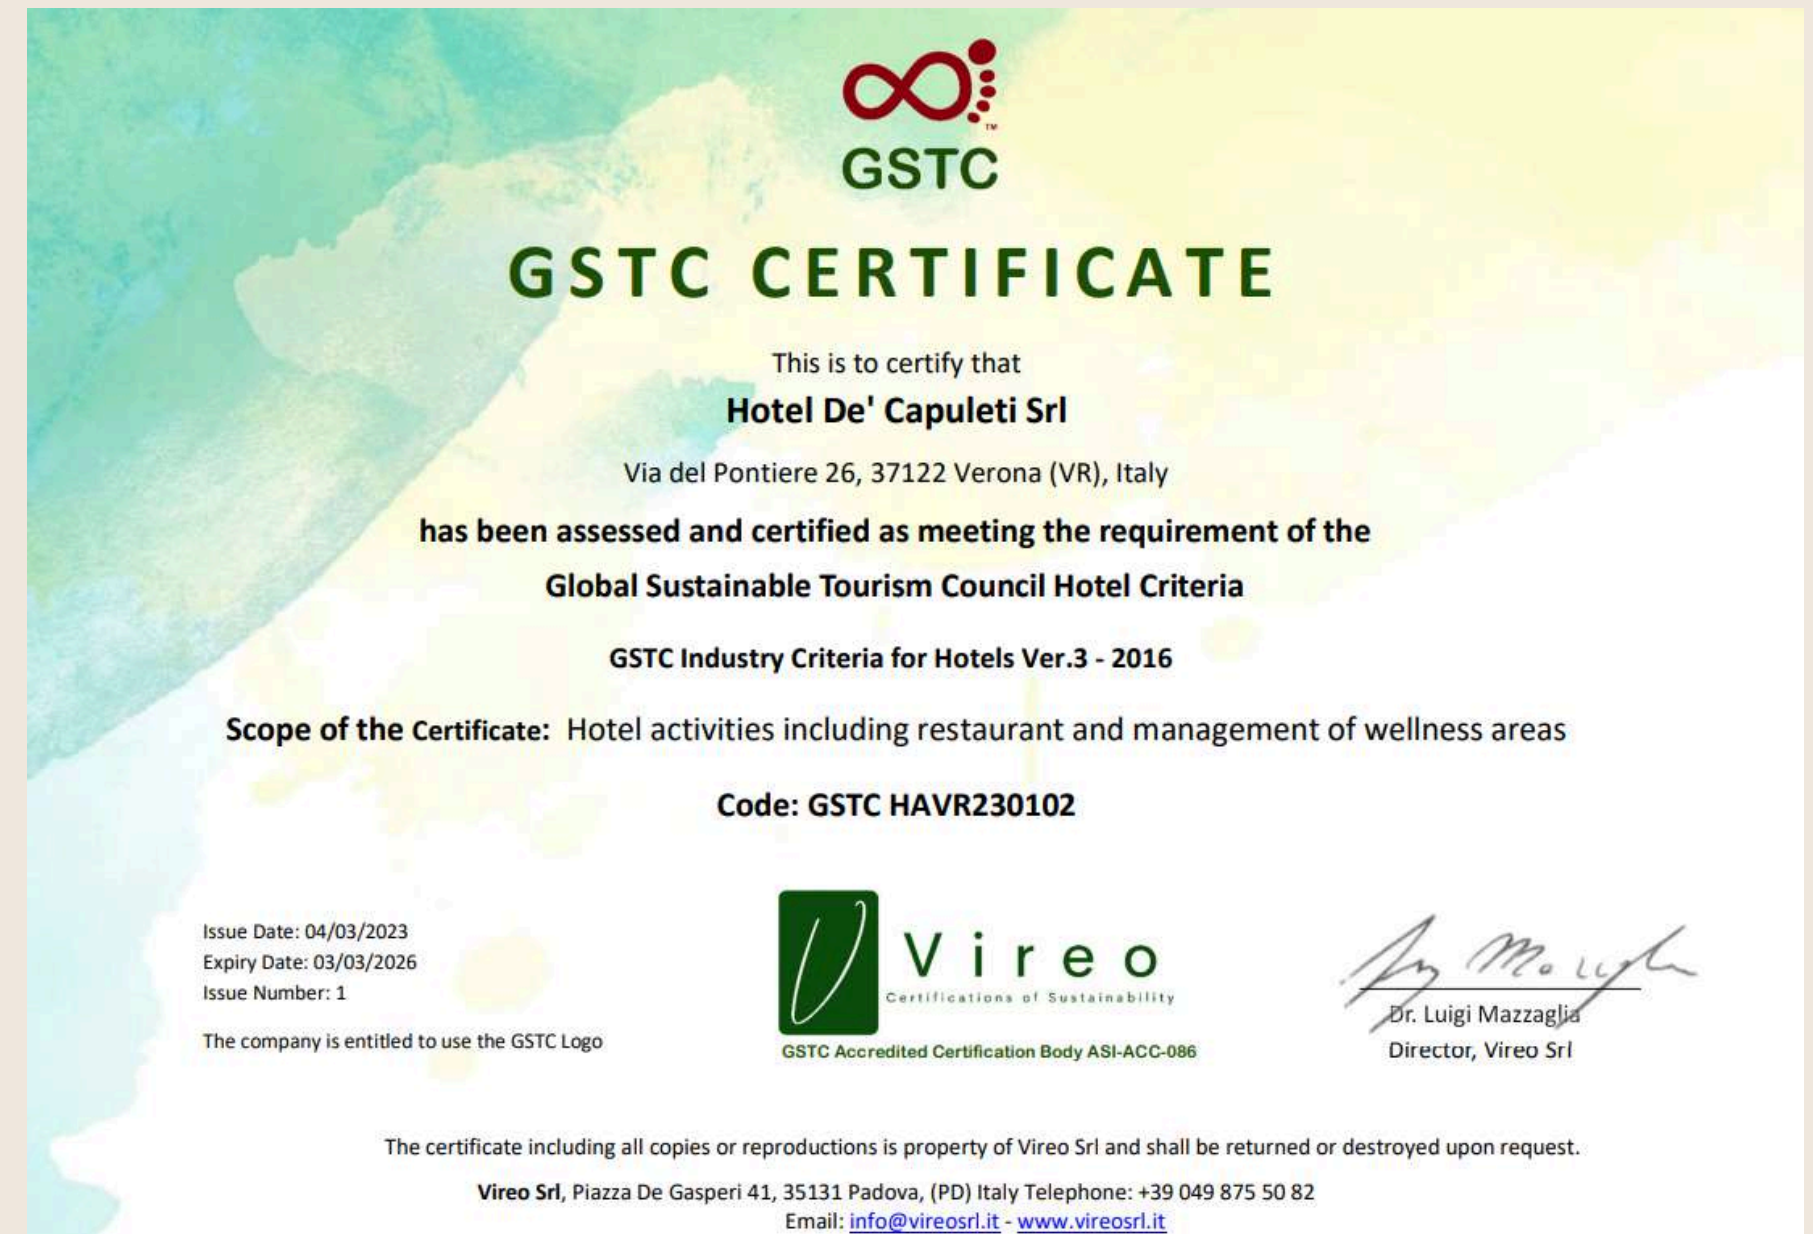 TM
GSTC
GSTC CERTIFICATE
This is to certify that
Hotel De' Capuleti Srl
Via del Pontiere 26, 37122 Verona (VR), Italy
has been assessed and certified as meeting the requirement of the
Global Sustainable Tourism Council Hotel Criteria
GSTC Industry Criteria for Hotels Ver.3 - 2016
Scope of the Certificate: Hotel activities including restaurant and management of wellness areas
Code: GSTC HAVR230102
Issue Date: 04/03/2023
Expiry Date: 03/03/2026
Issue Number: 1
The company is entitled to use the GSTC Logo
Vireo
Certifications of Sustainability
GSTC Accredited Certification Body ASI-ACC-086
Dr. Luigi Mazzaglia
Director, Vireo Srl
The certificate including all copies or reproductions is property of Vireo Srl and shall be returned or destroyed upon request.
Vireo Srl, Piazza De Gasperi 41, 35131 Padova, (PD) Italy Telephone: +39 049 875 50 82
Email: info@vireosrl.it - www.vireosrl.it